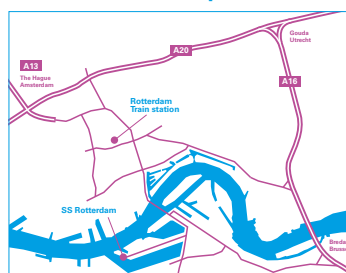 Gouda
Utrecht
A20
A13
The Hague
Amsterdam
A16
Rotterdam
Train station
SS Rotterdam
Breda